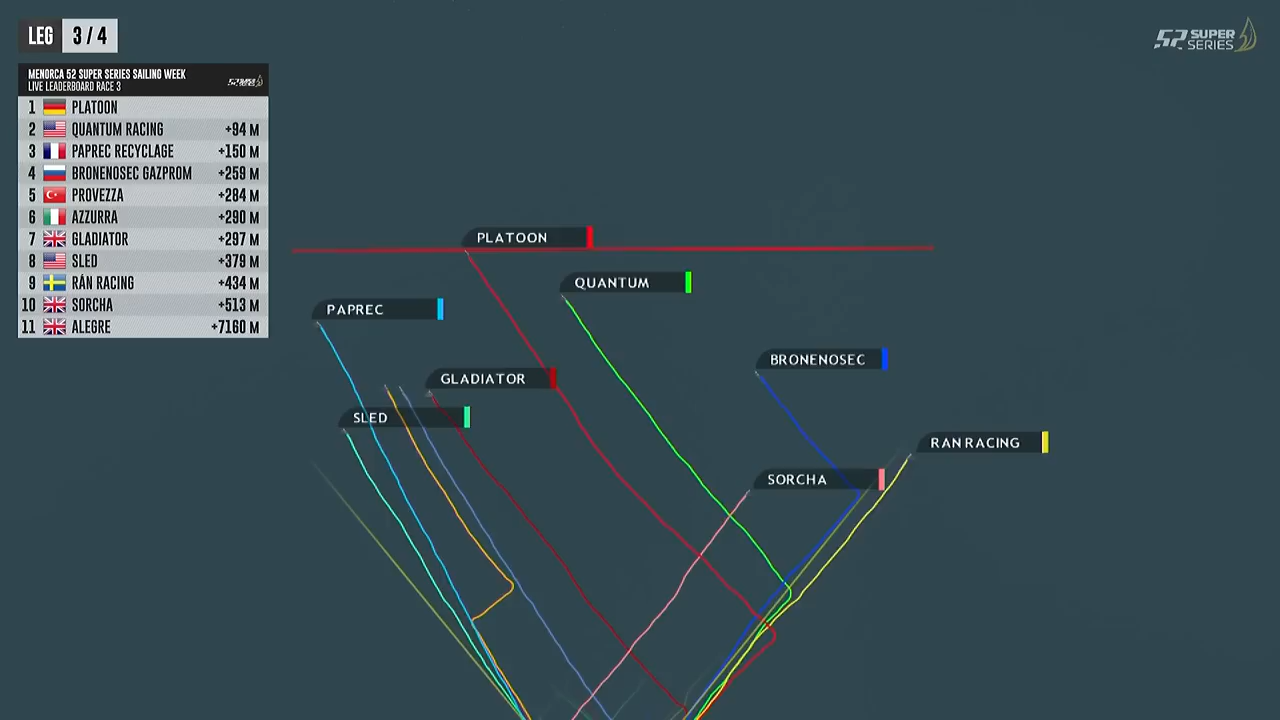 LEG 3 / 4
52 SUPER SERIES
MENORCA 52 SUPER SERIES SAILING WEEK
LIVE LEADERBOARD RACE 3
52 SUPER SERIES
1 PLATOON
2 QUANTUM RACING +94 M
3 PAPREC RECYCLAGE +150 M
4 BRONENOSEC GAZPROM +259 M
5 PROVEZZA +284 M
6 AZZURRA +290 M
7 GLADIATOR +297 M
8 SLED +379 M
9 RÁN RACING +434 M
10 SORCHA +513 M
11 ALEGRE +7160 M
PLATOON
QUANTUM
PAPREC
BRONENOSEC
GLADIATOR
SLED
RAN RACING
SORCHA